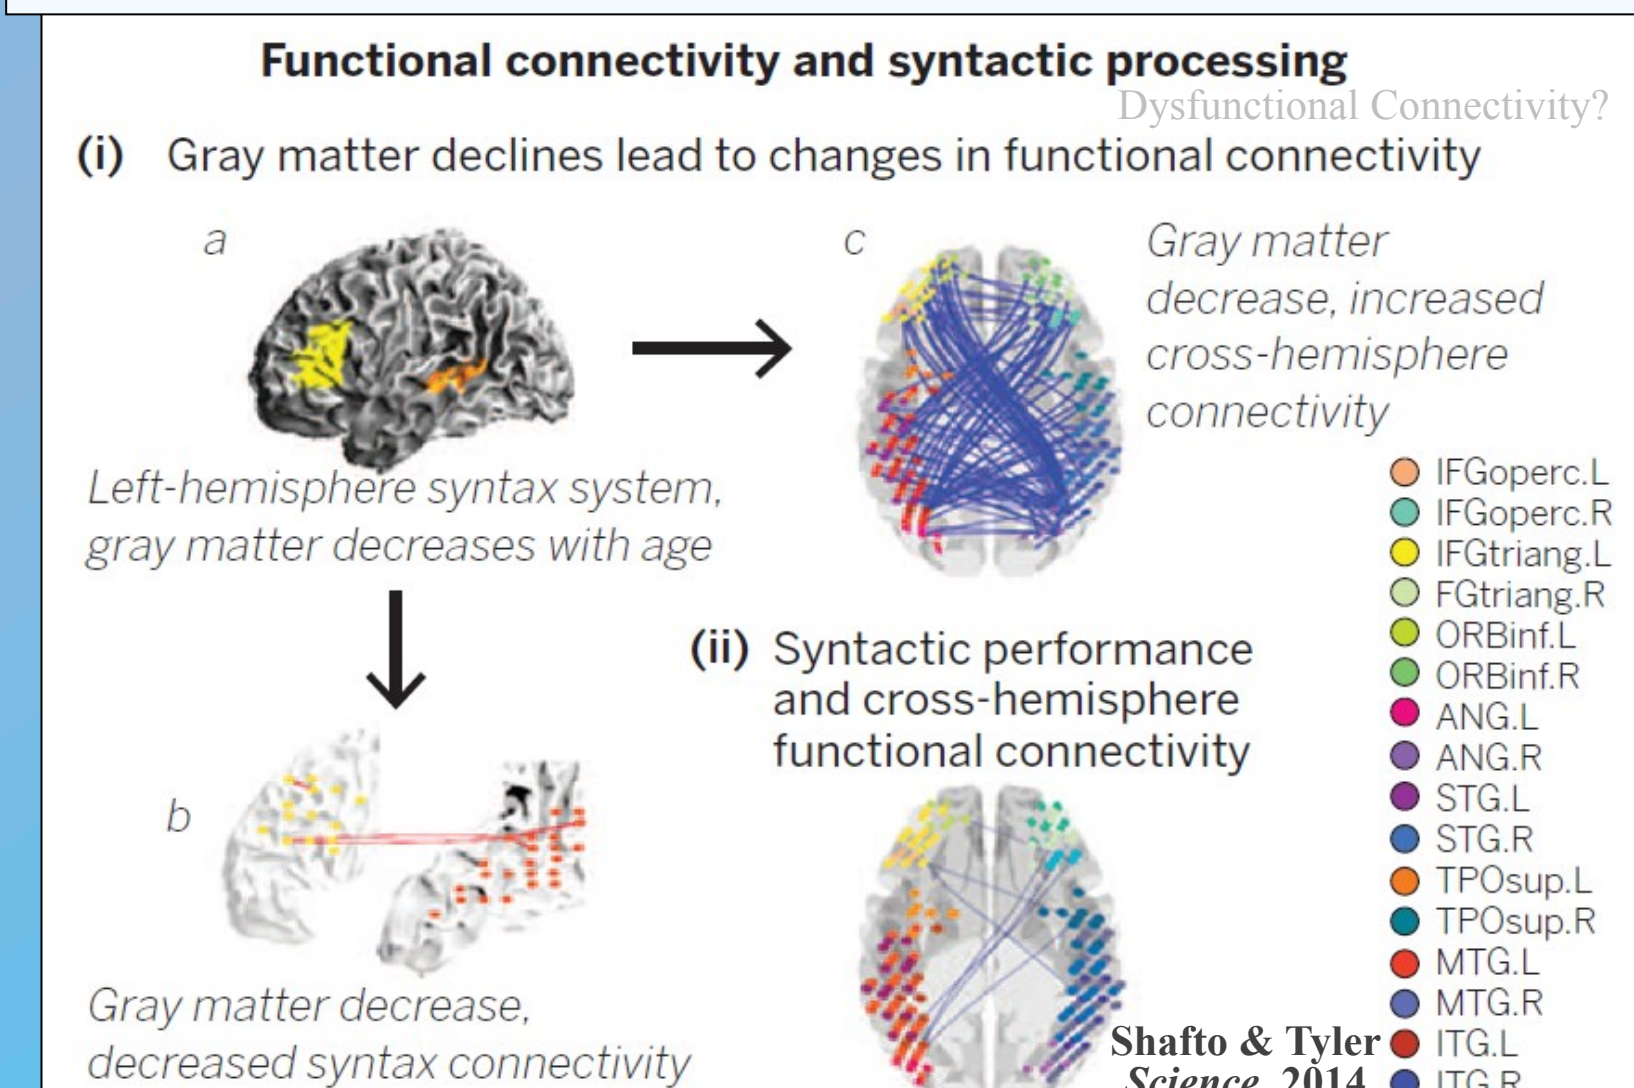 Functional connectivity and syntactic processing
Dysfunctional Connectivity?
(i) Gray matter declines lead to changes in functional connectivity
a
Left-hemisphere syntax system,
gray matter decreases with age
c
Gray matter
decrease, increased
cross-hemisphere
connectivity
b
Gray matter decrease,
decreased syntax connectivity
(ii) Syntactic performance
and cross-hemisphere
functional connectivity
IFGoperc.L
IFGoperc.R
IFGtriang.L
FGtriang.R
ORBinf.L
ORBinf.R
ANG.L
ANG.R
STG.L
STG.R
TPOsup.L
TPOsup.R
MTG.L
MTG.R
ITG.L
ITG.R
Shafto & Tyler
Science, 2014